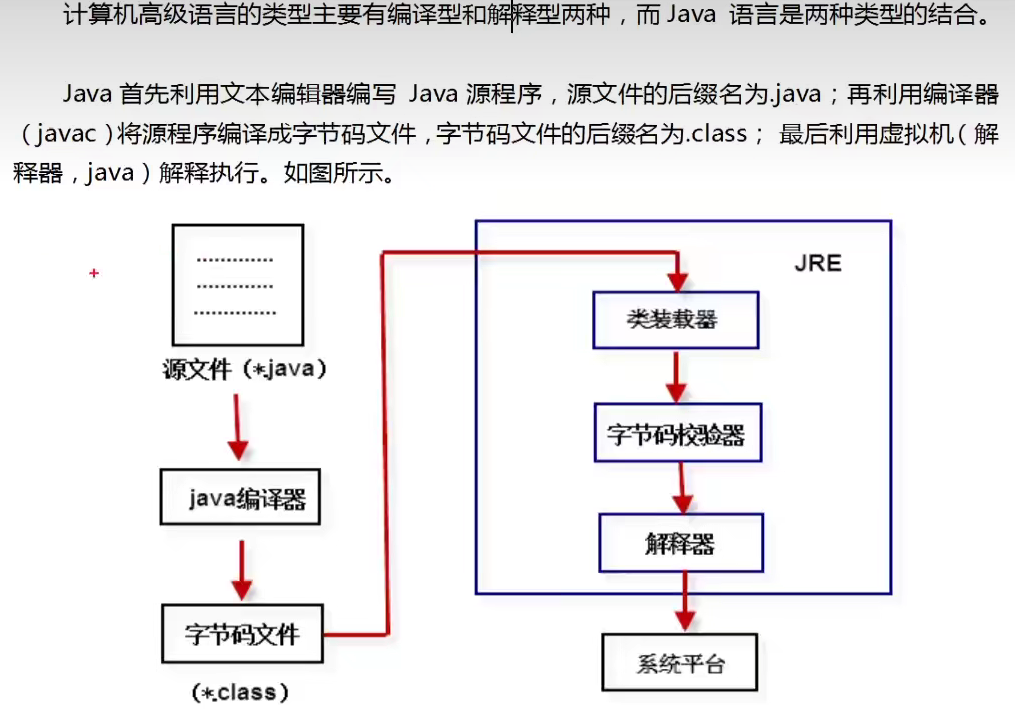 计算机高级语言的类型主要有编译型和解释型两种，而 Java 语言是两种类型的结合。
Java 首先利用文本编辑器编写 Java 源程序，源文件的后缀名为.java；再利用编译器
（javac）将源程序编译成字节码文件，字节码文件的后缀名为.class； 最后利用虚拟机（解
释器，java）解释执行。如图所示。
源文件（*.java）
java编译器
字节码文件
（*.class）
JRE
类装载器
字节码校验器
解释器
系统平台